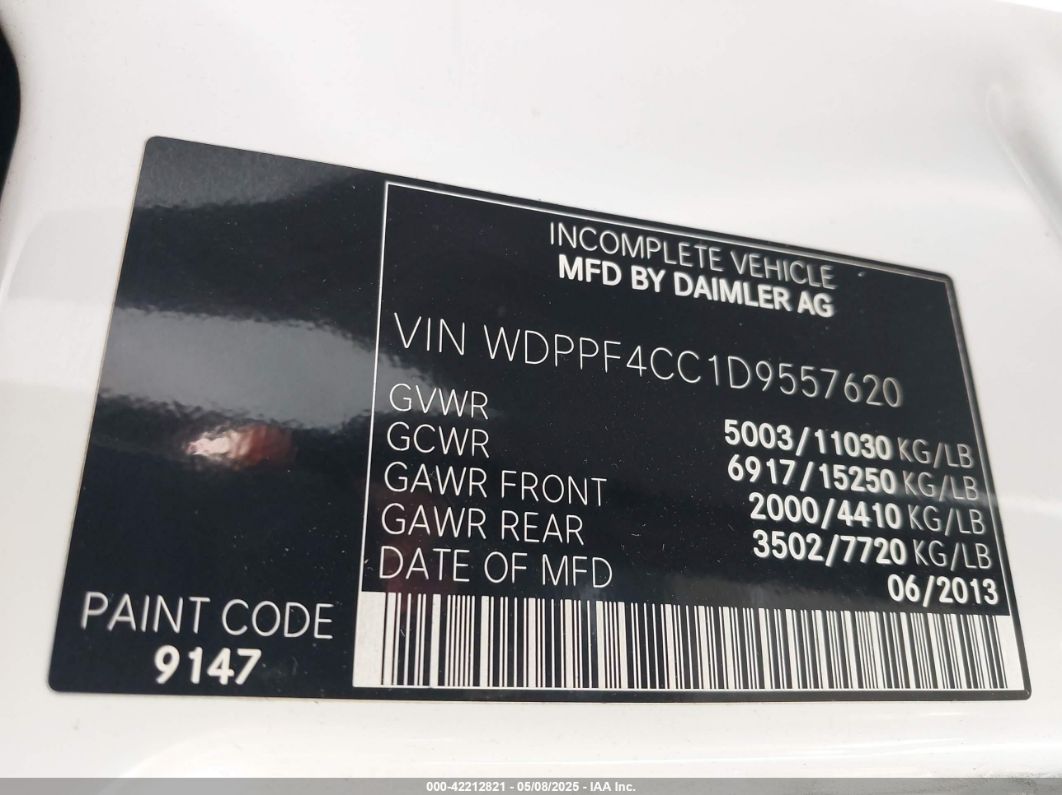 INCOMPLETE VEHICLE
MFD BY DAIMLER AG
VIN WDPPF4CC1D9557620
GVWR 5003/11030 KG/LB
GCWR 6917/15250 KG/LB
GAWR FRONT 2000/4410 KG/LB
GAWR REAR 3502/7720 KG/LB
DATE OF MFD 06/2013
PAINT CODE
9147
000-42212821 - 05/08/2025 - IAA Inc.